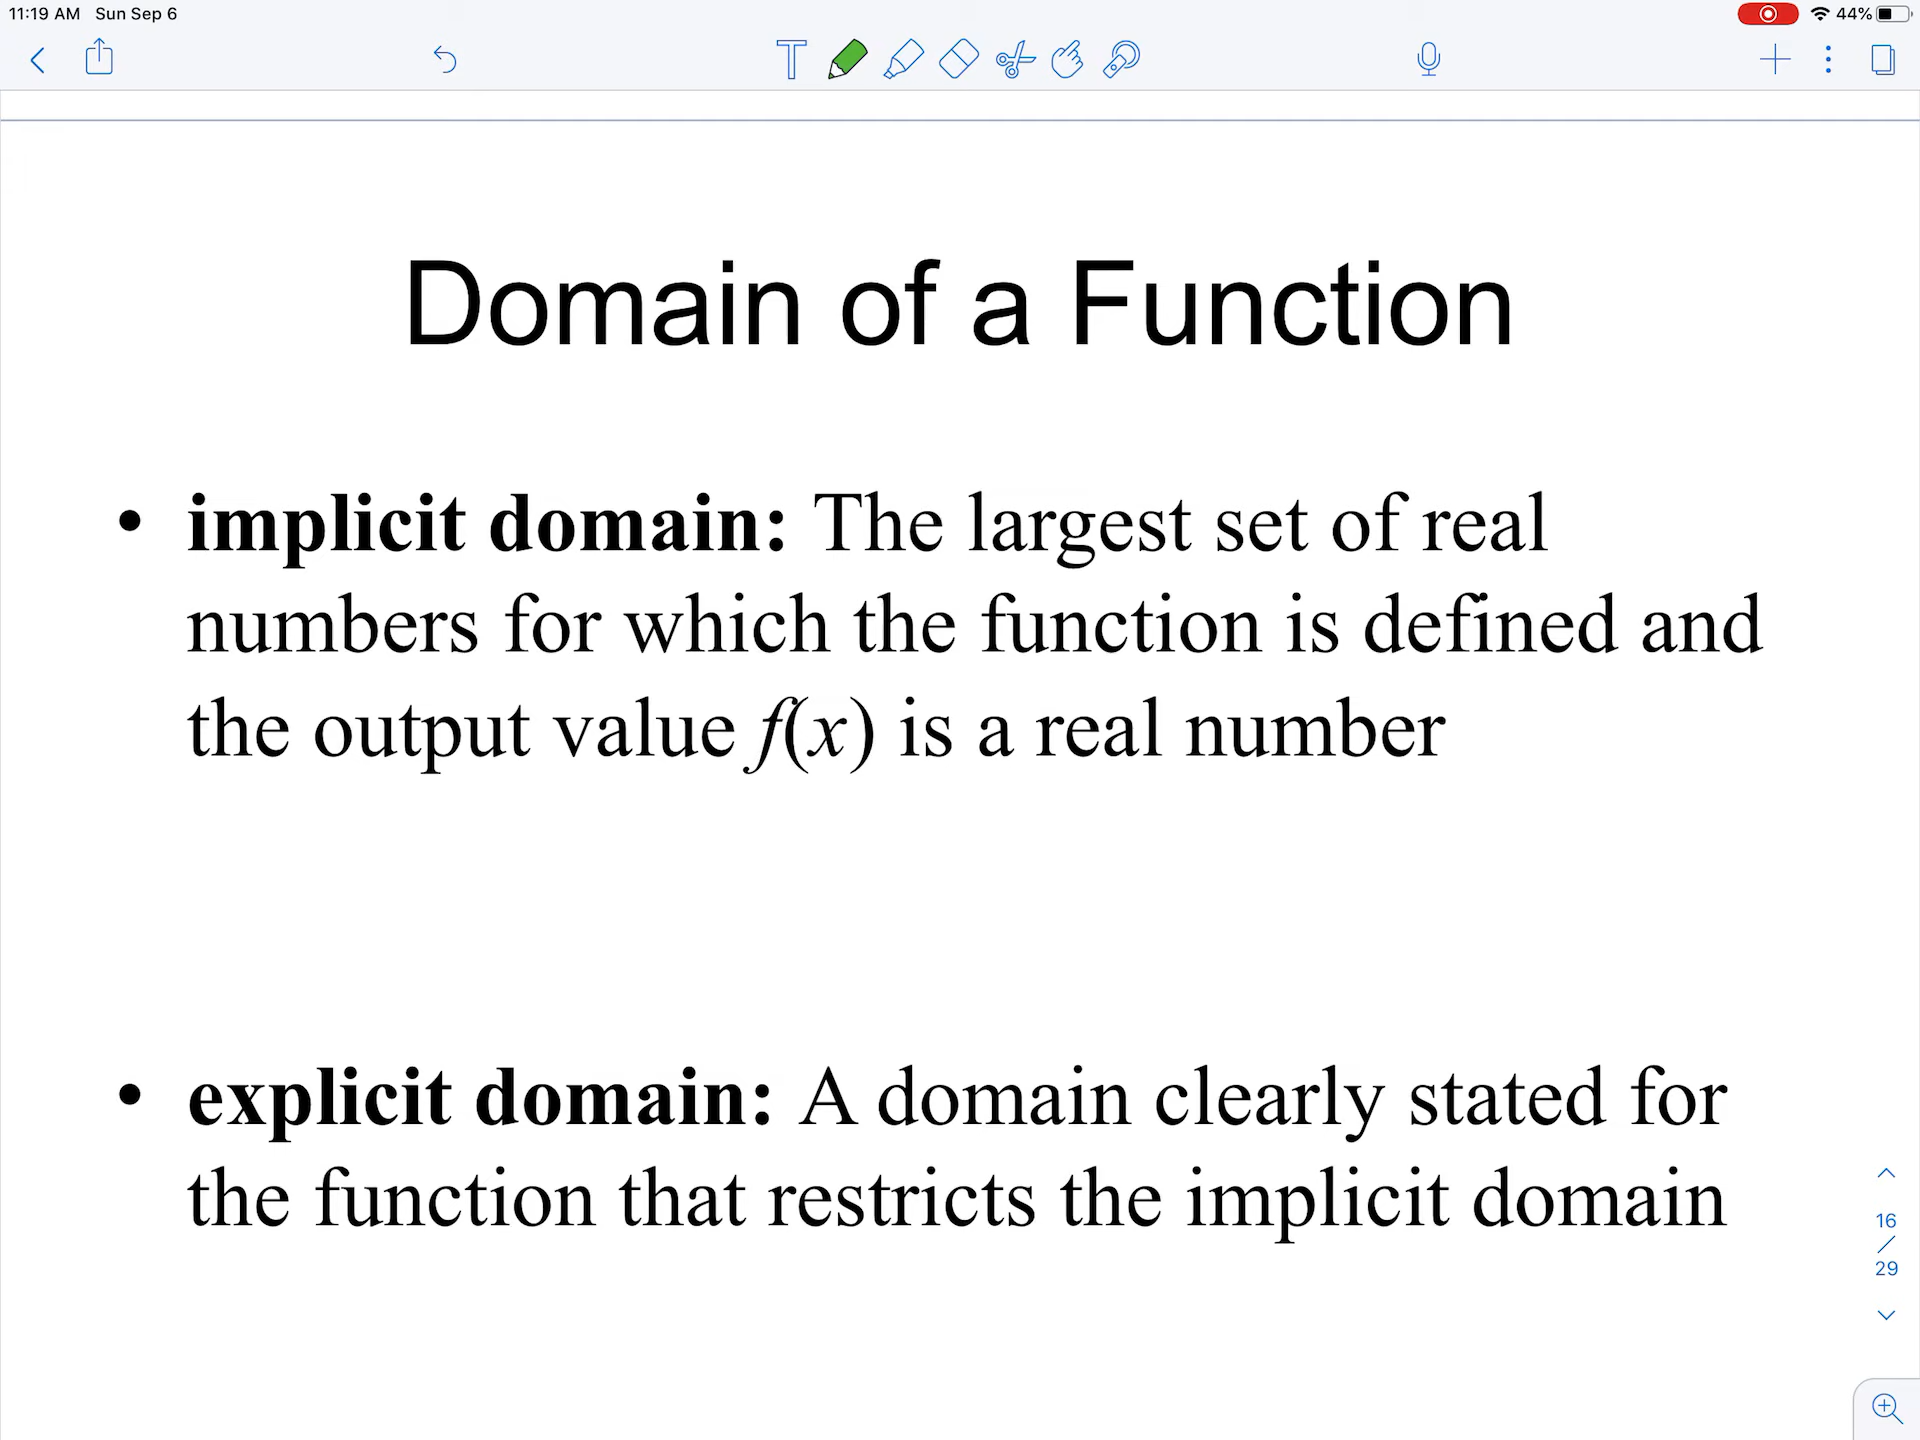 11:19 AM Sun Sep 6
44%
Domain of a Function
• implicit domain: The largest set of real
numbers for which the function is defined and
the output value f(x) is a real number
• explicit domain: A domain clearly stated for
the function that restricts the implicit domain
16
/
29